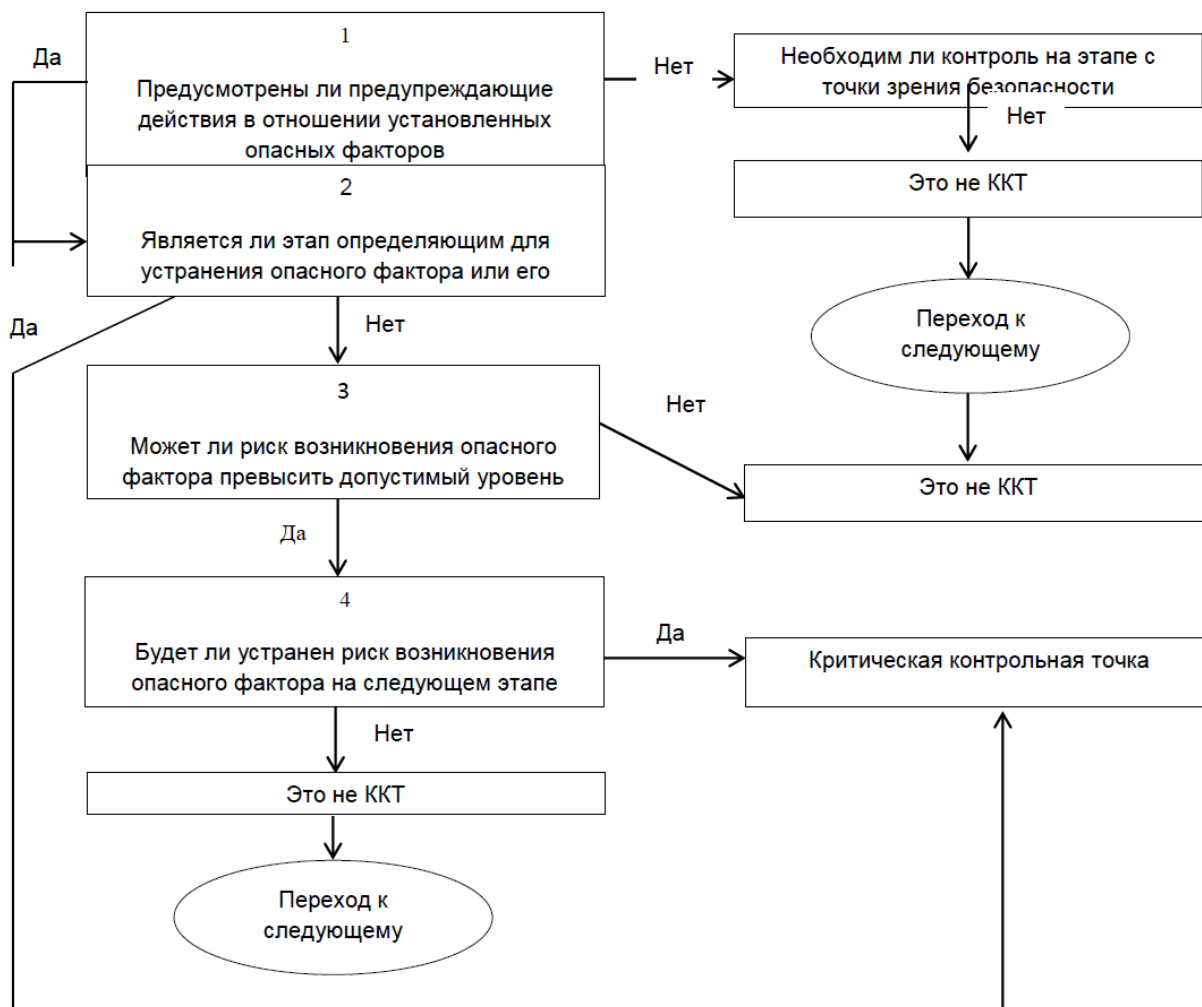 Да
1
Предусмотрены ли предупреждающие
действия в отношении установленных
опасных факторов
Нет
Необходим ли контроль на этапе с
точки зрения безопасности
Нет
2
Является ли этап определяющим для
устранения опасного фактора или его
Это не ККТ
Переход к
следующему
Да
Нет
3
Может ли риск возникновения опасного
фактора превысить допустимый уровень
Нет
Это не ККТ
Да
4
Будет ли устранен риск возникновения
опасного фактора на следующем этапе
Да
Критическая контрольная точка
Нет
Это не ККТ
Переход к
следующему